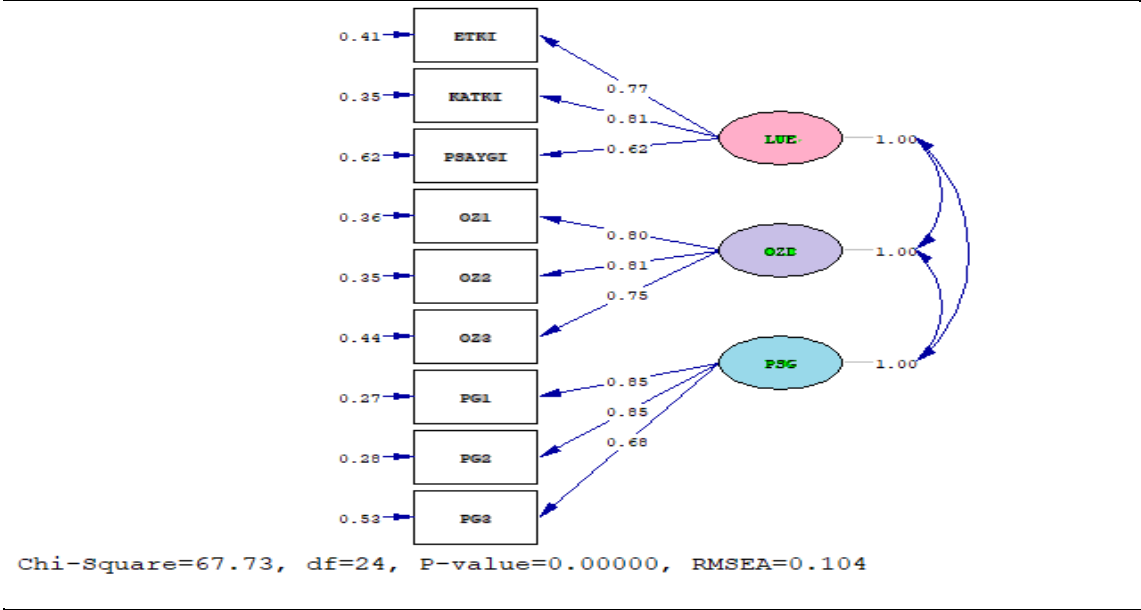 0.41 ETKI
0.77
0.35 KATKI
0.81
LUE 1.00
0.62 PSAYGI
0.62
0.36 OZ1
0.80
OZE 1.00
0.81
0.35 OZ2
0.75
0.44 OZ3
PSG 1.00
0.85
0.27 PG1
0.85
0.68
0.28 PG2
0.53 PG3
Chi-Square=67.73, df=24, P-value=0.00000, RMSEA=0.104